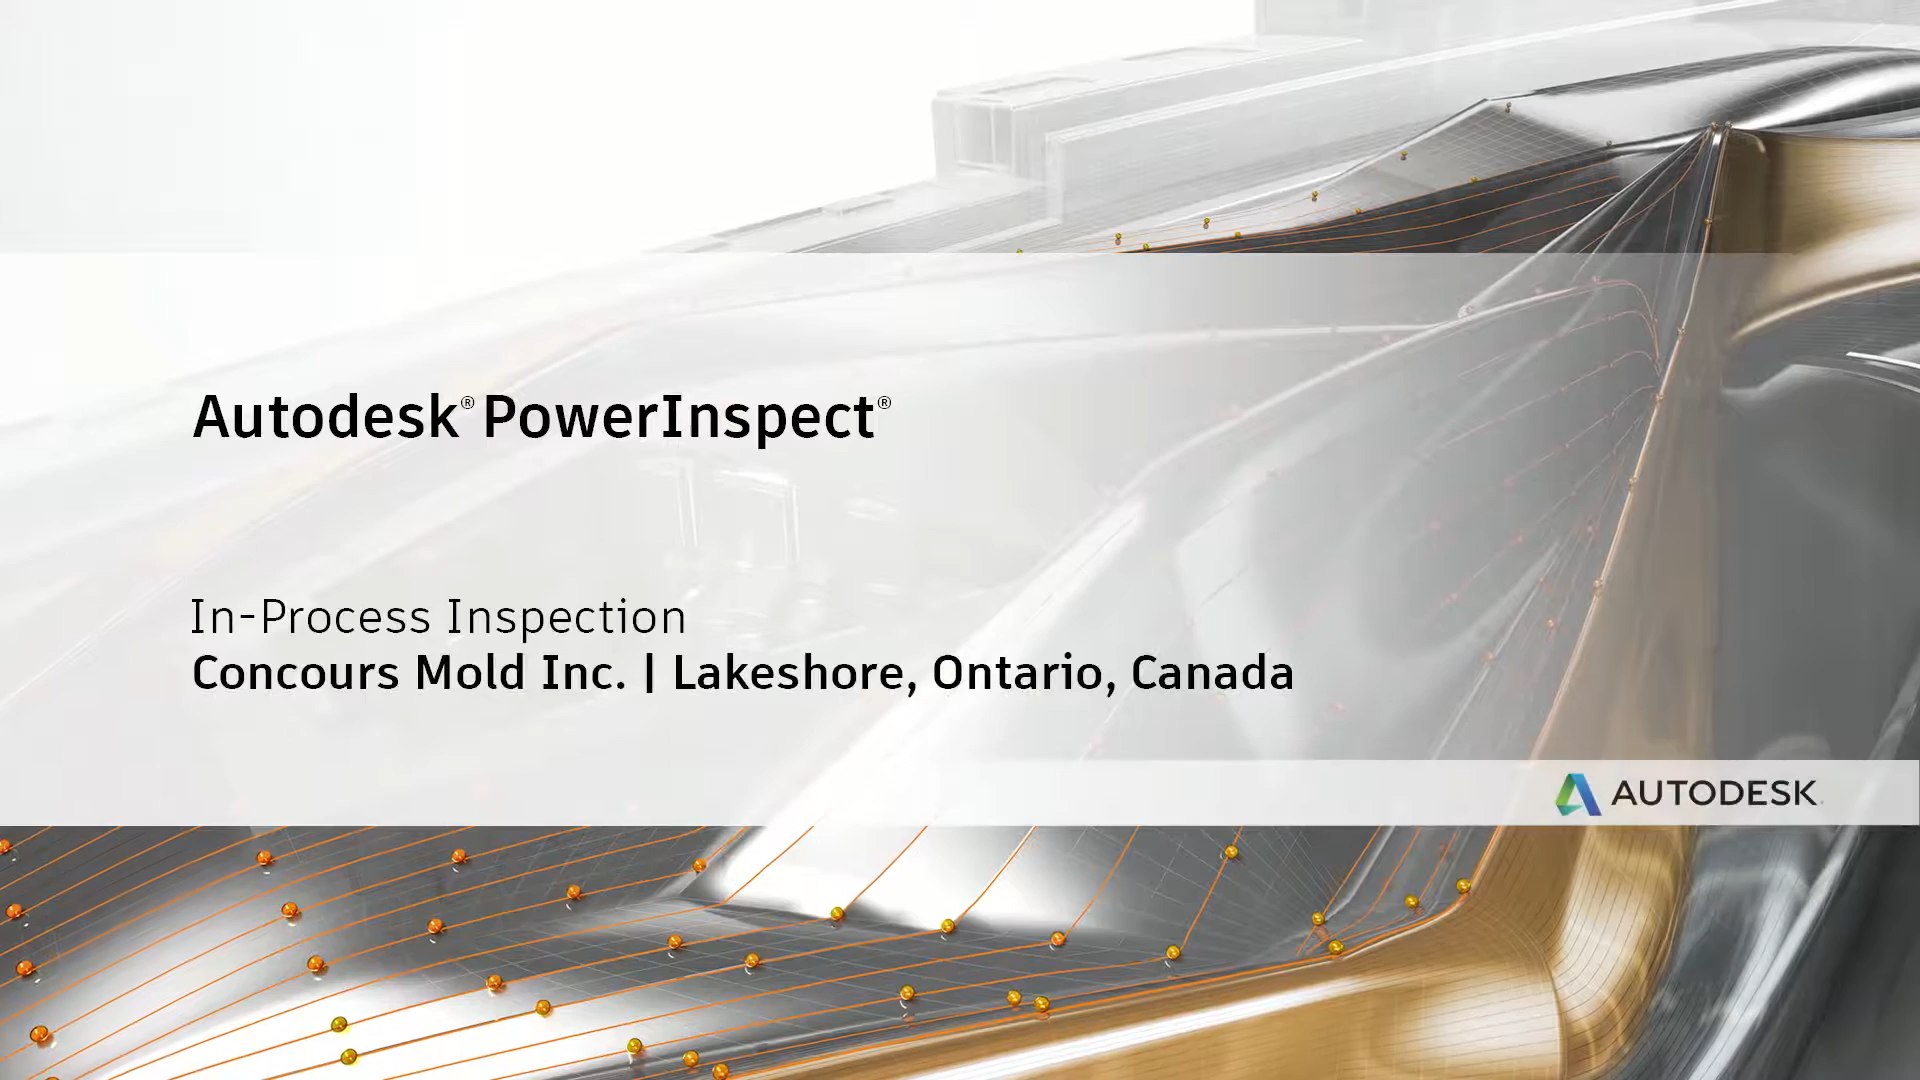 Autodesk® PowerInspect®
In-Process Inspection
Concours Mold Inc. | Lakeshore, Ontario, Canada
AUTODESK.